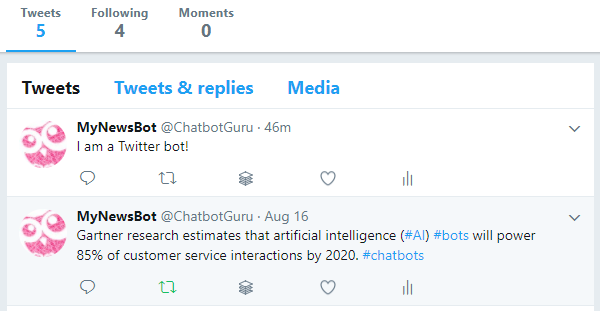 Tweets Following Moments
5 4 0
Tweets Tweets & replies Media
MyNewsBot @ChatbotGuru · 46m
I am a Twitter bot!
MyNewsBot @ChatbotGuru · Aug 16
Gartner research estimates that artificial intelligence (#AI) #bots will power
85% of customer service interactions by 2020. #chatbots